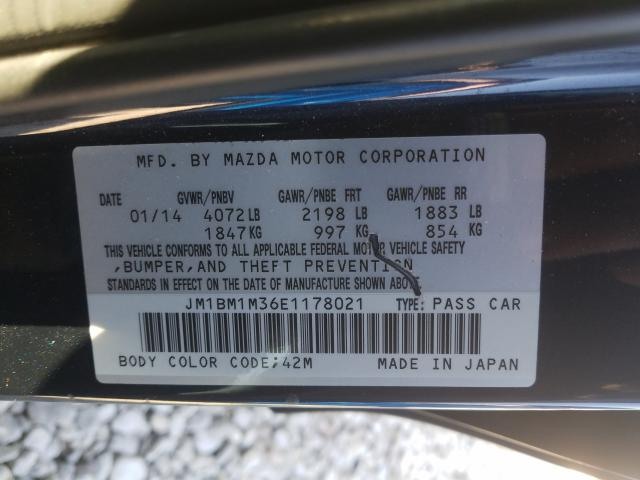 MFD. BY MAZDA MOTOR CORPORATION
DATE GVWR/PNBV GAWR/PNBE FRT GAWR/PNBE RR
01/14 4072 LB 2198 LB 1883 LB
1847 KG 997 KG 854 KG
THIS VEHICLE CONFORMS TO ALL APPLICABLE FEDERAL MOTOR VEHICLE SAFETY
,BUMPER,AND THEFT PREVENTION
STANDARDS IN EFFECT ON THE DATE OF MANUFACTURE SHOWN ABOVE
JM1BM1M36E1178021 TYPE: PASS CAR
BODY COLOR CODE;42M MADE IN JAPAN